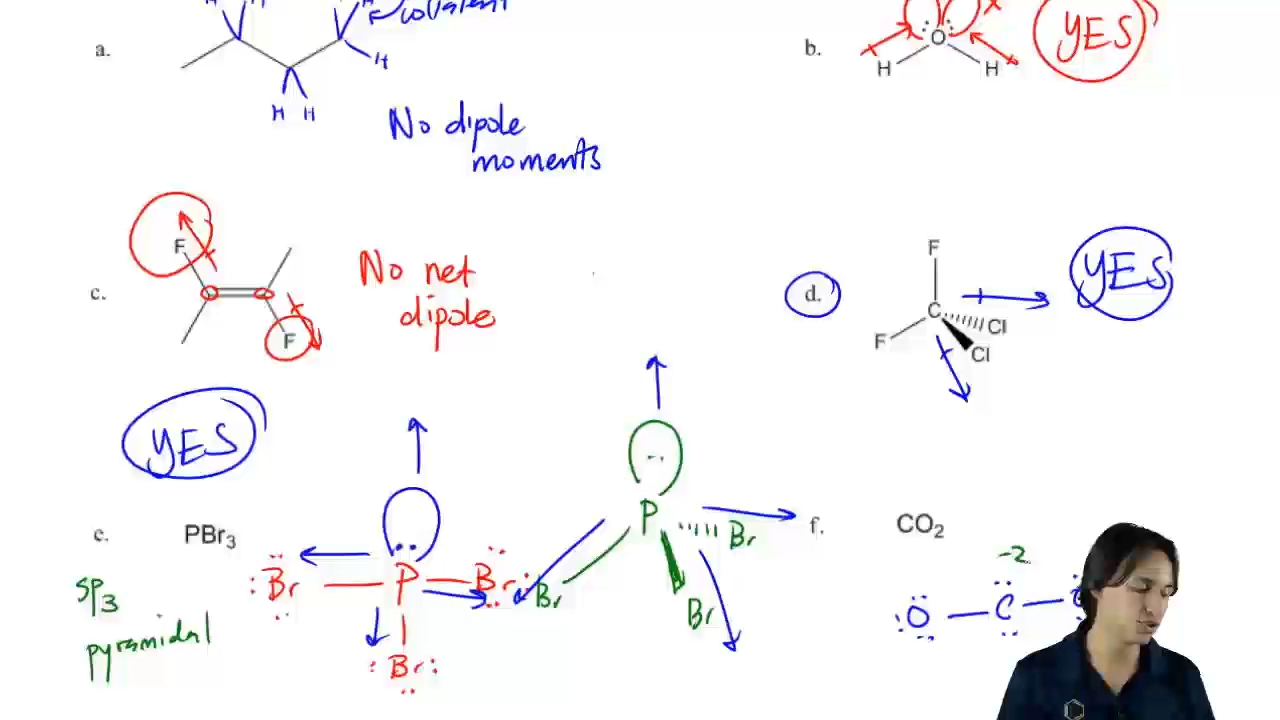 H H H H
covalent
a.
H
H H
No dipole
moments
b.
O
H H
YES
c.
F
F
No net
dipole
d.
F
C
F
Cl
Cl
YES
YES
e. PBr3
sp3
pyramidal
:Br — P — Br:
:Br:
P
Br
Br
Br
f. CO2
-2
O — C —